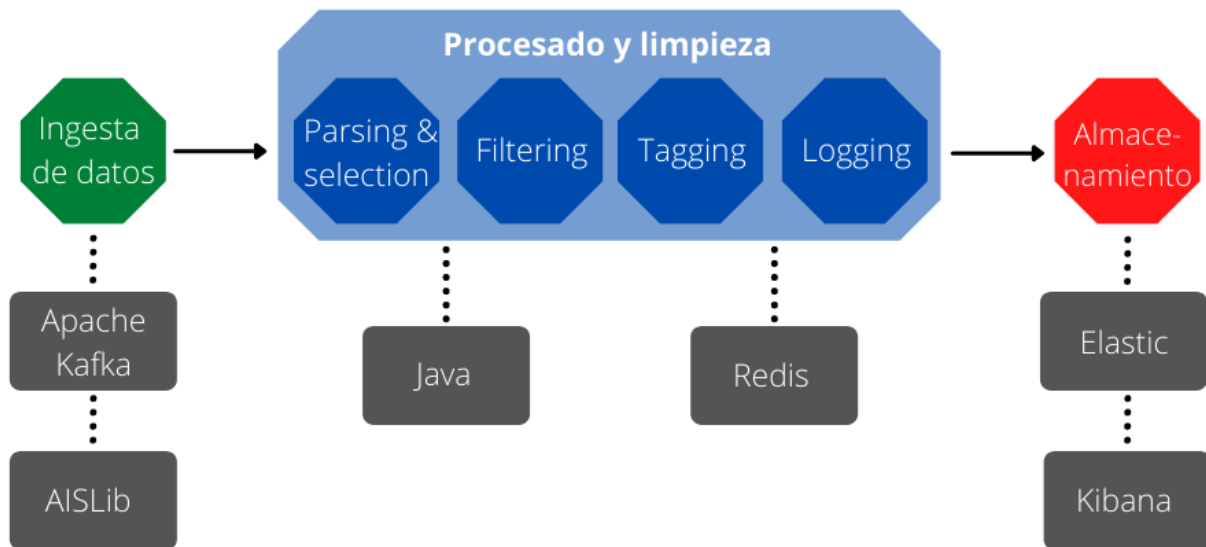 Procesado y limpieza
Ingesta
de datos
Parsing &
selection
Filtering
Tagging
Logging
Almace-
namiento
Apache
Kafka
Java
Redis
Elastic
AISLib
Kibana